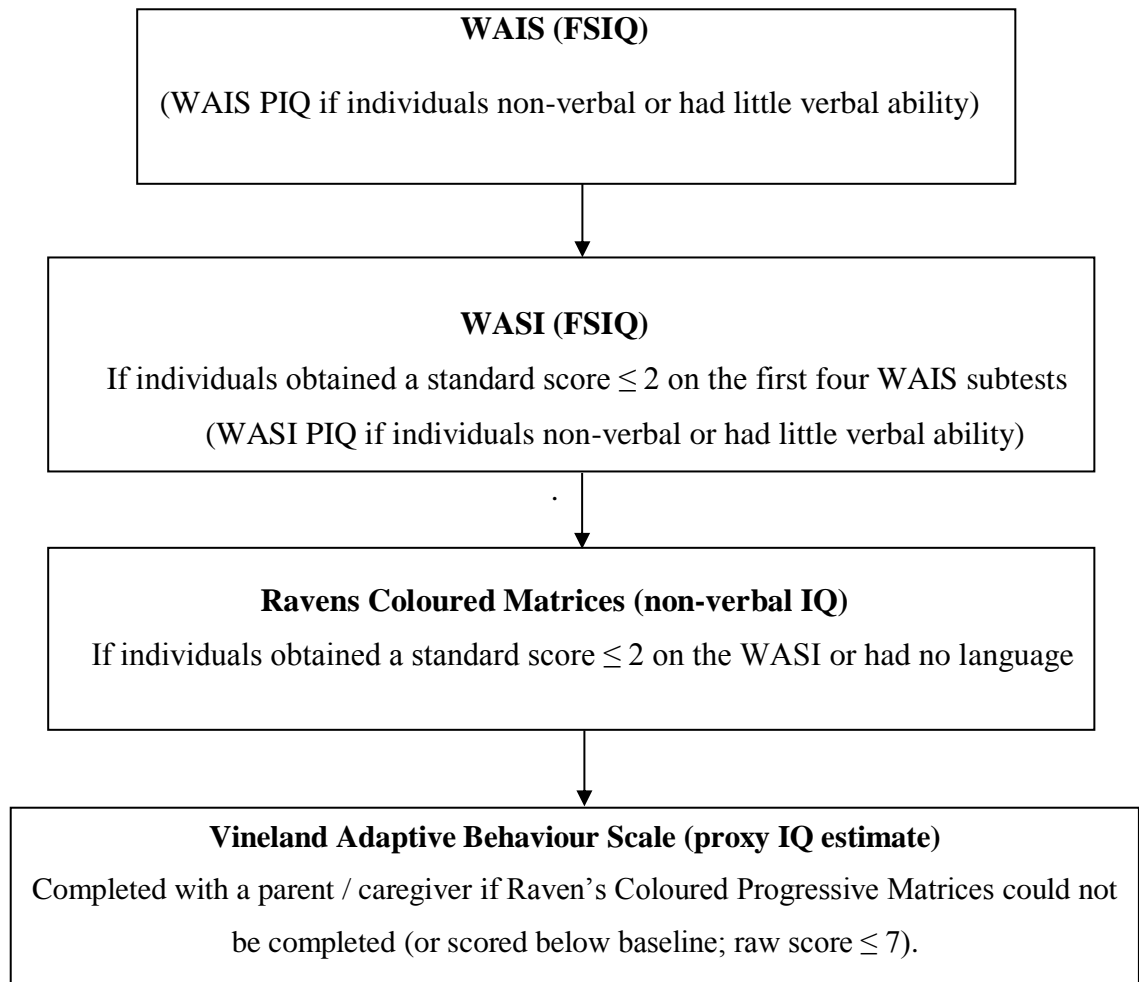 WAIS (FSIQ)
(WAIS PIQ if individuals non-verbal or had little verbal ability)
WASI (FSIQ)
If individuals obtained a standard score ≤ 2 on the first four WAIS subtests
(WASI PIQ if individuals non-verbal or had little verbal ability)
.
Ravens Coloured Matrices (non-verbal IQ)
If individuals obtained a standard score ≤ 2 on the WASI or had no language
Vineland Adaptive Behaviour Scale (proxy IQ estimate)
Completed with a parent / caregiver if Raven’s Coloured Progressive Matrices could not
be completed (or scored below baseline; raw score ≤ 7).